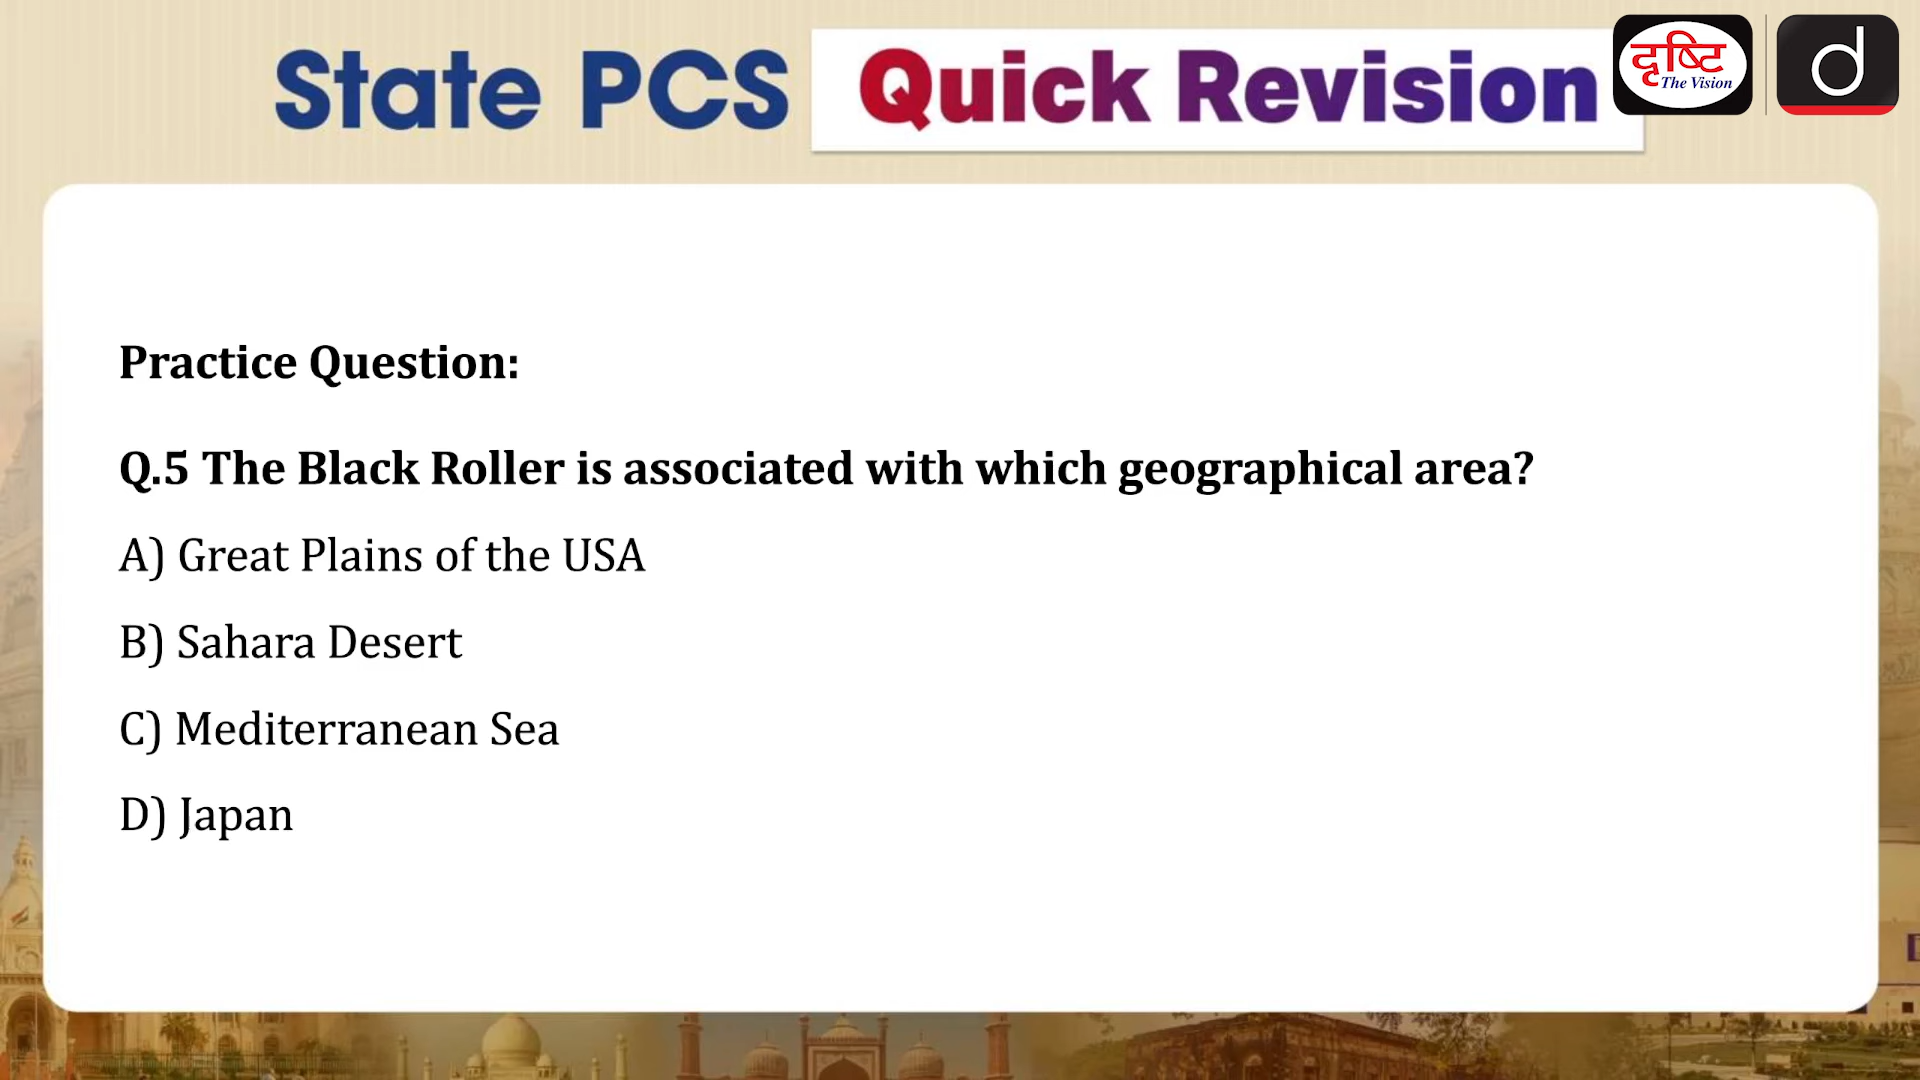 State PCS Quick Revision
दृष्टि
The Vision
d
Practice Question:
Q.5 The Black Roller is associated with which geographical area?
A) Great Plains of the USA
B) Sahara Desert
C) Mediterranean Sea
D) Japan